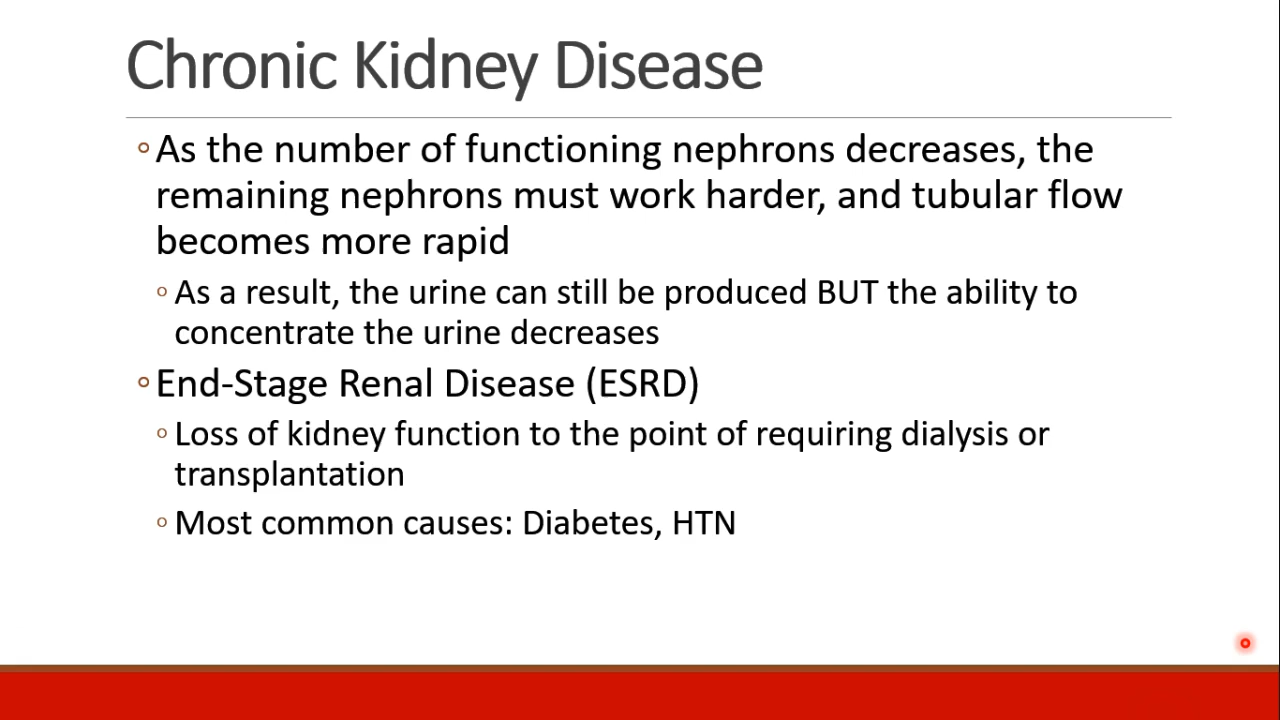 Chronic Kidney Disease
◦As the number of functioning nephrons decreases, the
remaining nephrons must work harder, and tubular flow
becomes more rapid
◦As a result, the urine can still be produced BUT the ability to
concentrate the urine decreases
◦End-Stage Renal Disease (ESRD)
◦Loss of kidney function to the point of requiring dialysis or
transplantation
◦Most common causes: Diabetes, HTN